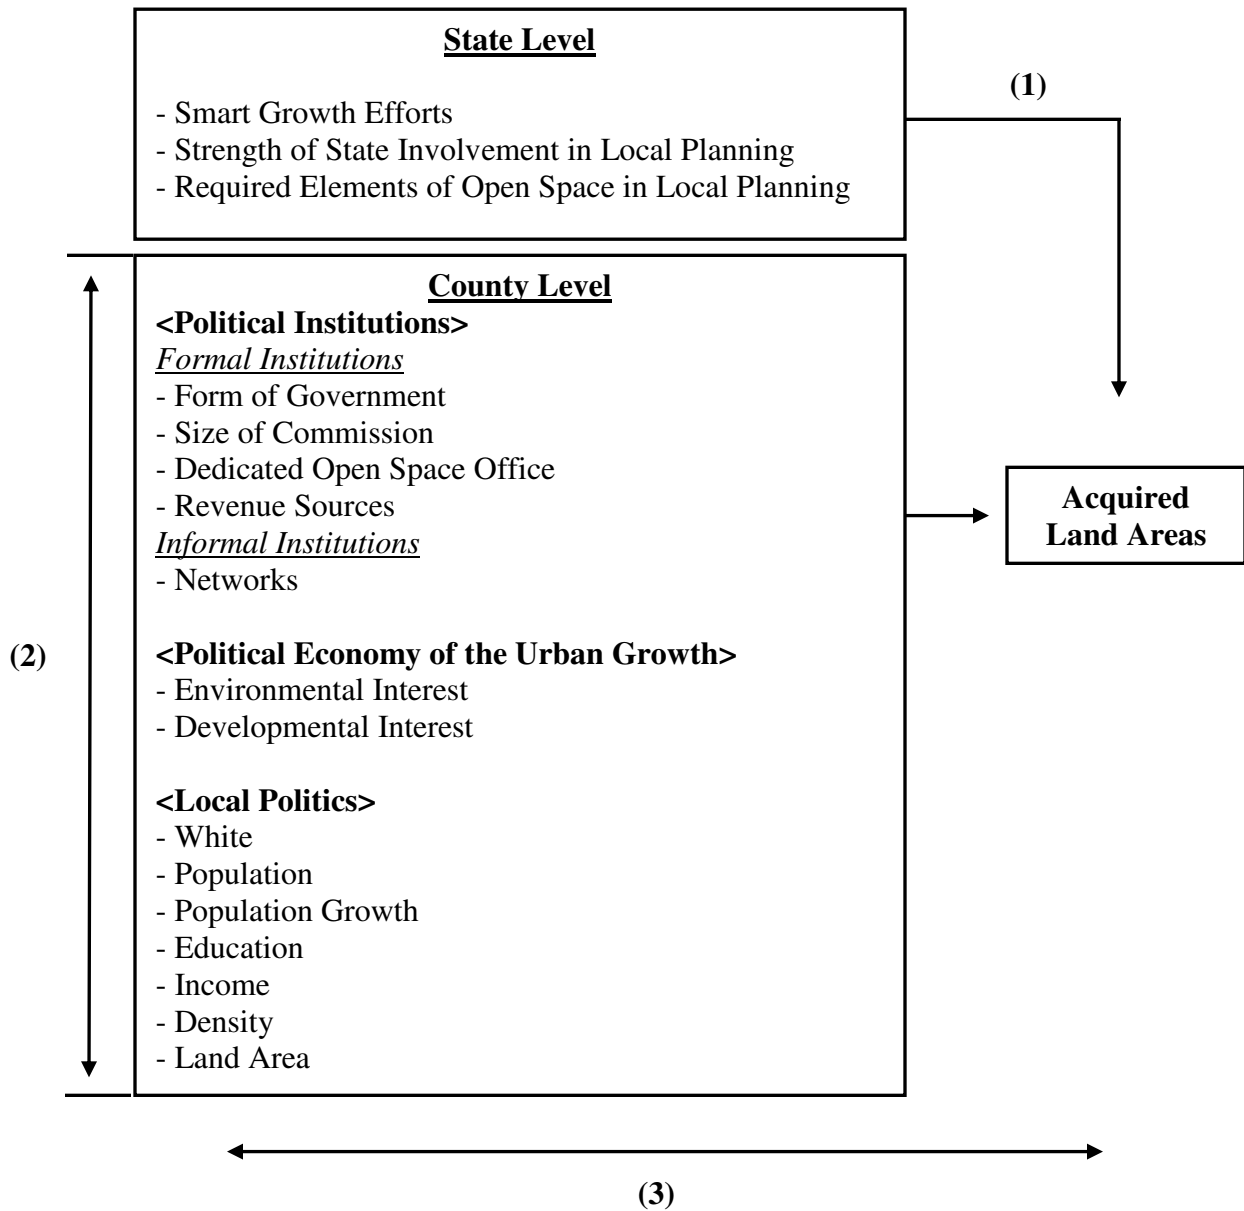 State Level
(1)
- Smart Growth Efforts
- Strength of State Involvement in Local Planning
- Required Elements of Open Space in Local Planning
County Level
<Political Institutions>
Formal Institutions
- Form of Government
- Size of Commission
- Dedicated Open Space Office
- Revenue Sources
Informal Institutions
- Networks
Acquired
Land Areas
(2)
<Political Economy of the Urban Growth>
- Environmental Interest
- Developmental Interest
<Local Politics>
- White
- Population
- Population Growth
- Education
- Income
- Density
- Land Area
(3)